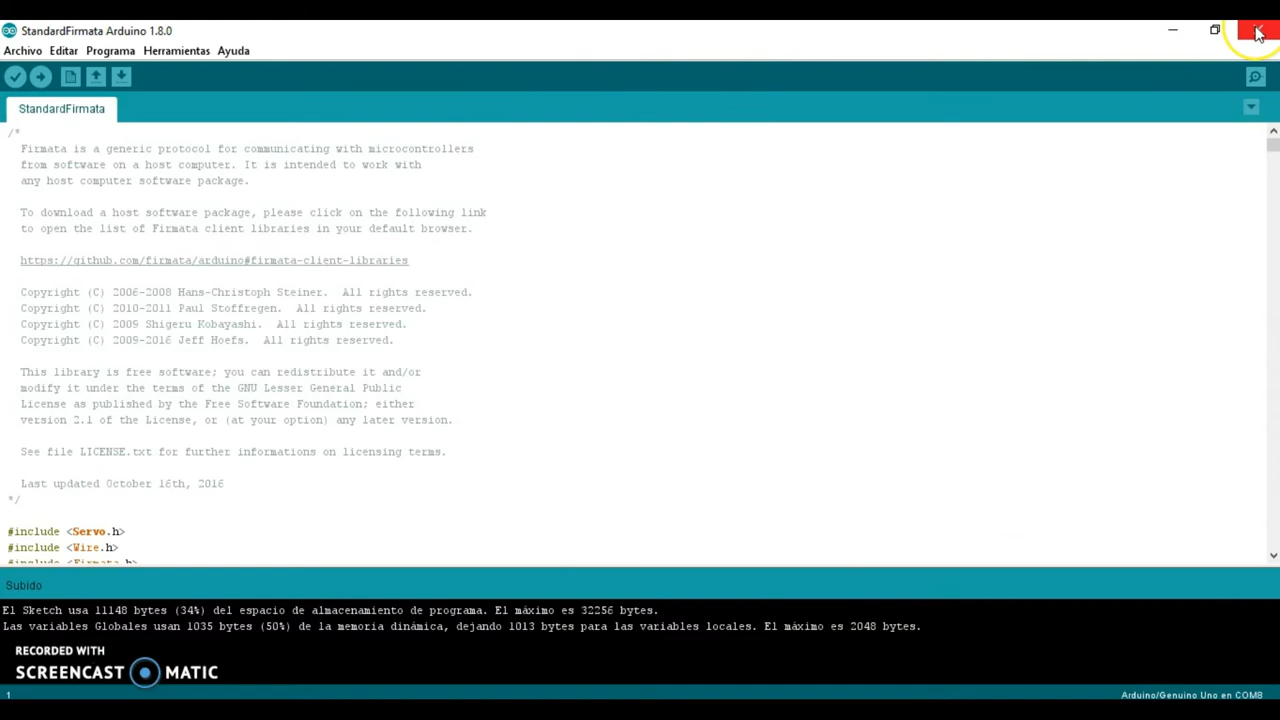 StandardFirmata Arduino 1.8.0
Archivo Editar Programa Herramientas Ayuda
StandardFirmata
/*
Firmata is a generic protocol for communicating with microcontrollers
from software on a host computer. It is intended to work with
any host computer software package.
To download a host software package, please click on the following link
to open the list of Firmata client libraries in your default browser.
https://github.com/firmata/arduino#firmata-client-libraries
Copyright (C) 2006-2008 Hans-Christoph Steiner.  All rights reserved.
Copyright (C) 2010-2011 Paul Stoffregen.  All rights reserved.
Copyright (C) 2009 Shigeru Kobayashi.  All rights reserved.
Copyright (C) 2009-2016 Jeff Hoefs.  All rights reserved.
This library is free software; you can redistribute it and/or
modify it under the terms of the GNU Lesser General Public
License as published by the Free Software Foundation; either
version 2.1 of the License, or (at your option) any later version.
See file LICENSE.txt for further informations on licensing terms.
Last updated October 16th, 2016
*/
#include <Servo.h>
#include <Wire.h>
#include <Firmata.h>
Subido
El Sketch usa 11148 bytes (34%) del espacio de almacenamiento de programa. El máximo es 32256 bytes.
Las variables Globales usan 1035 bytes (50%) de la memoria dinámica, dejando 1013 bytes para las variables locales. El máximo es 2048 bytes.
RECORDED WITH
SCREENCAST MATIC
1
Arduino/Genuino Uno en COM8